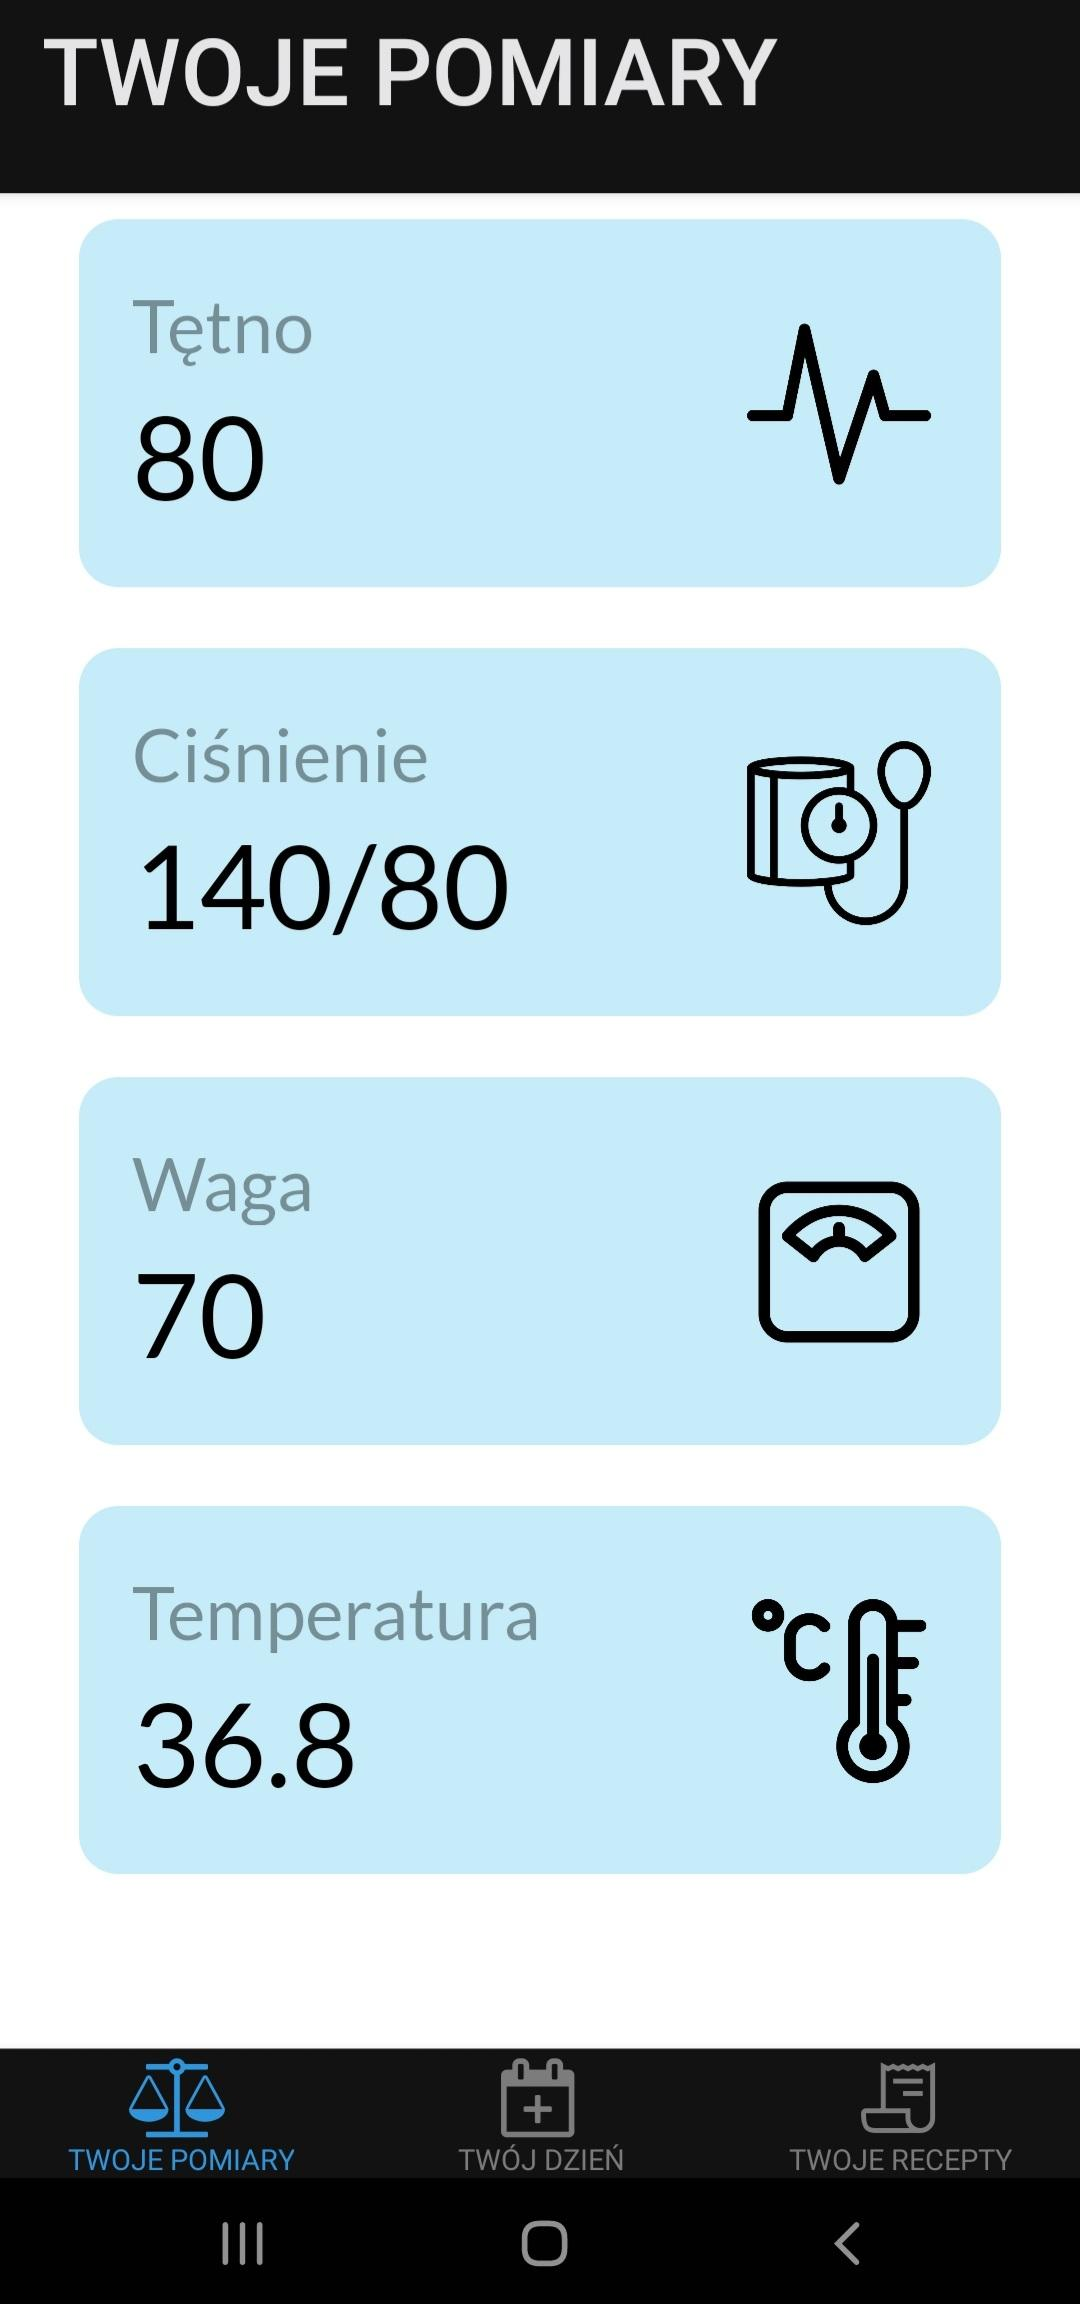 TWOJE POMIARY
Tętno
80
Ciśnienie
140/80
Waga
70
Temperatura
36.8
°C
TWOJE POMIARY
TWÓJ DZIEŃ
TWOJE RECEPTY